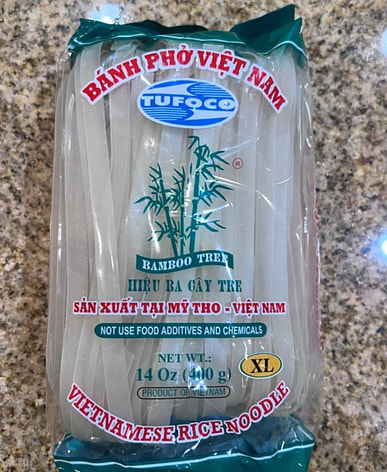 BÁNH PHỞ VIỆT NAM
TUFOCO
®
BAMBOO TREE
HIỆU BA CÂY TRE
SẢN XUẤT TẠI MỸ THO - VIỆT NAM
NOT USE FOOD ADDITIVES AND CHEMICALS
NET WT.:
14 Oz (400 g)
XL
PRODUCT OF VIETNAM
VIETNAMESE RICE NOODLE